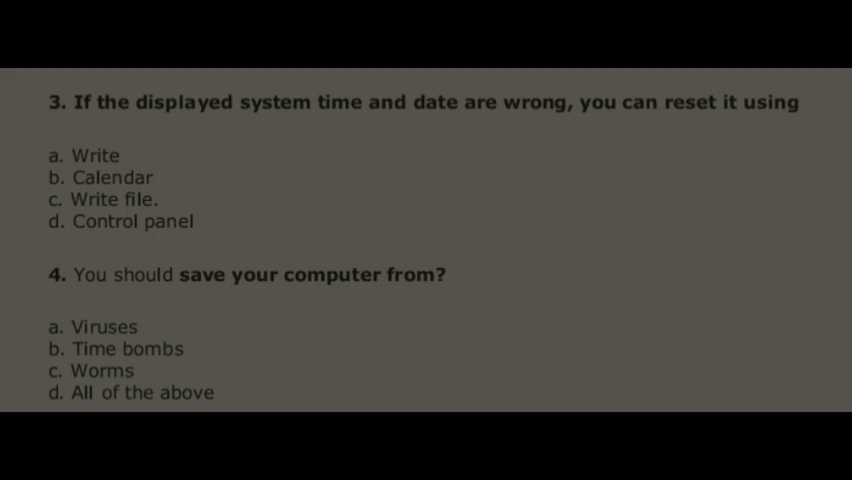 3. If the displayed system time and date are wrong, you can reset it using
a. Write
b. Calendar
c. Write file.
d. Control panel
4. You should save your computer from?
a. Viruses
b. Time bombs
c. Worms
d. All of the above